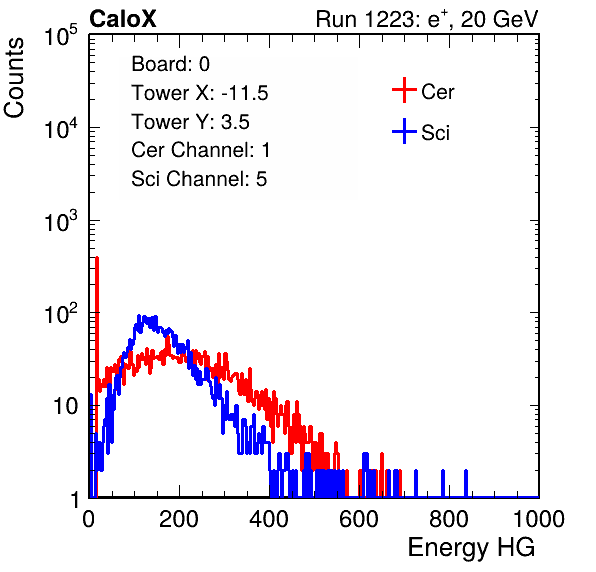 CaloX Run 1223: e⁺, 20 GeV
Counts
10⁵
10⁴
10³
10²
10
1
Board: 0
Tower X: -11.5
Tower Y: 3.5
Cer Channel: 1
Sci Channel: 5
Cer
Sci
0 200 400 600 800 1000
Energy HG